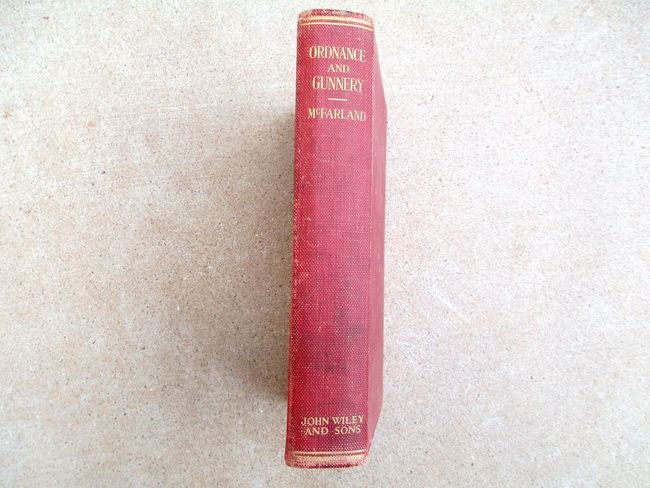 ORDNANCE
AND
GUNNERY
McFARLAND
JOHN WILEY
AND SONS